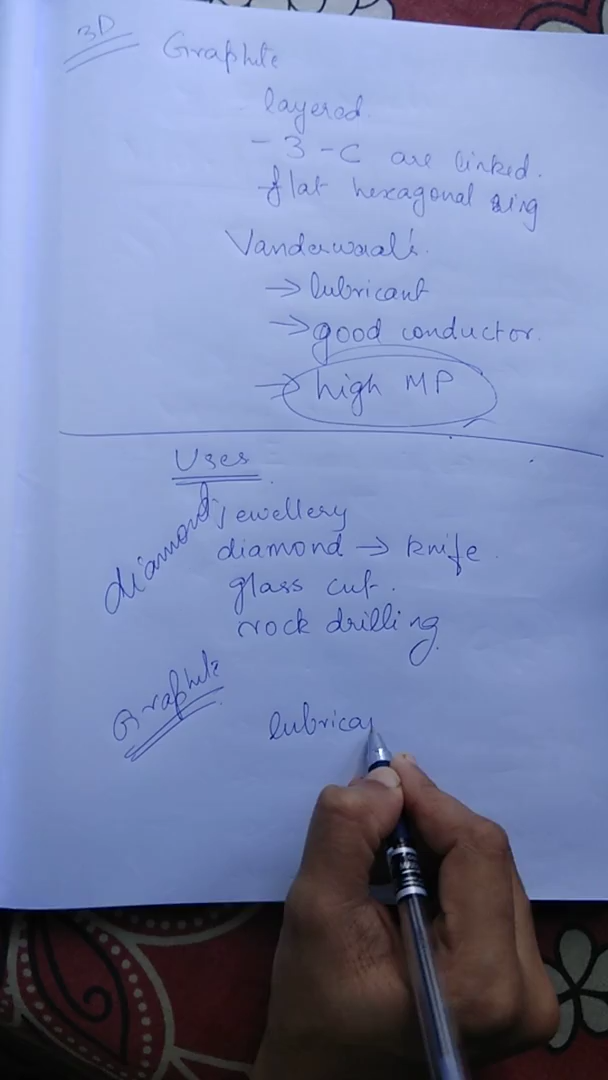 3D
Graphite
layered.
- 3 - C are linked.
flat hexagonal ring
Vanderwaal's.
→ lubricant
→ good conductor.
→ high MP
Uses
diamond
jewellery
diamond → knife.
glass cut.
rock drilling.
Graphite
lubrica